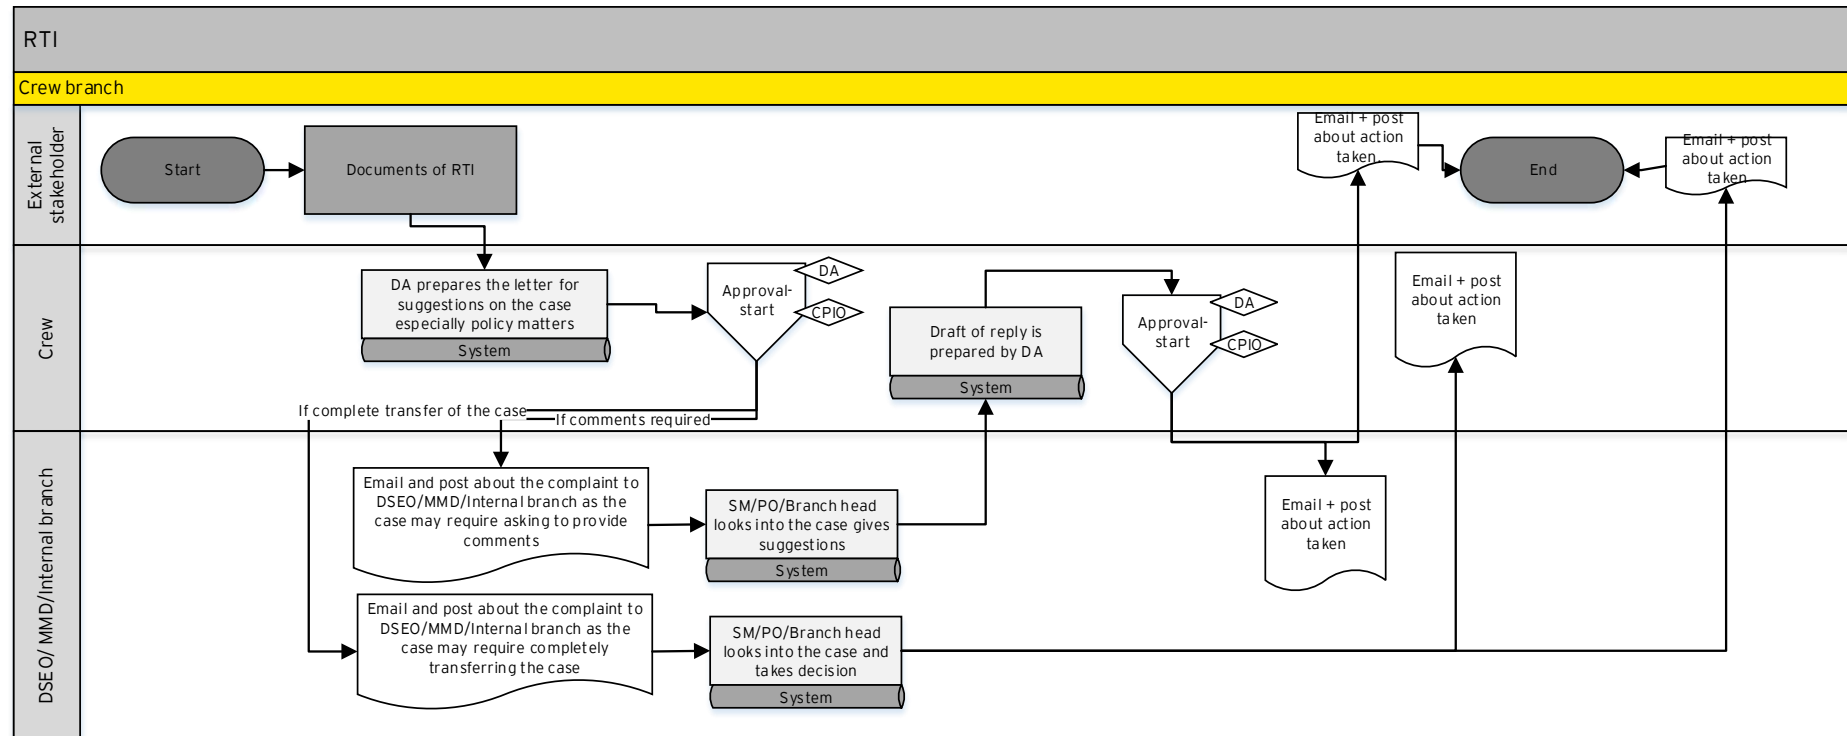 RTI
Crew branch
External
stakeholder
Start
Documents of RTI
Email + post
about action
taken
End
Email + post
about action
taken
Crew
DA prepares the letter for
suggestions on the case
especially policy matters
System
Approval-
start
DA
CPIO
Draft of reply is
prepared by DA
System
Approval-
start
DA
CPIO
Email + post
about action
taken
If complete transfer of the case
If comments required
DSEO/ MMD/Internal branch
Email and post about the complaint to
DSEO/MMD/Internal branch as the
case may require asking to provide
comments
SM/PO/Branch head
looks into the case gives
suggestions
System
Email + post
about action
taken
Email and post about the complaint to
DSEO/MMD/Internal branch as the
case may require completely
transferring the case
SM/PO/Branch head
looks into the case and
takes decision
System